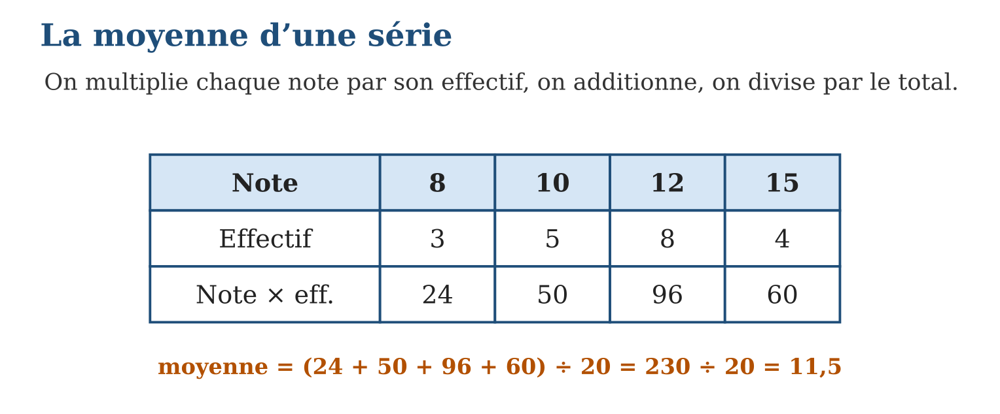 La moyenne d’une série
On multiplie chaque note par son effectif, on additionne, on divise par le total.
Note 8 10 12 15
Effectif 3 5 8 4
Note × eff. 24 50 96 60
moyenne = (24 + 50 + 96 + 60) ÷ 20 = 230 ÷ 20 = 11,5